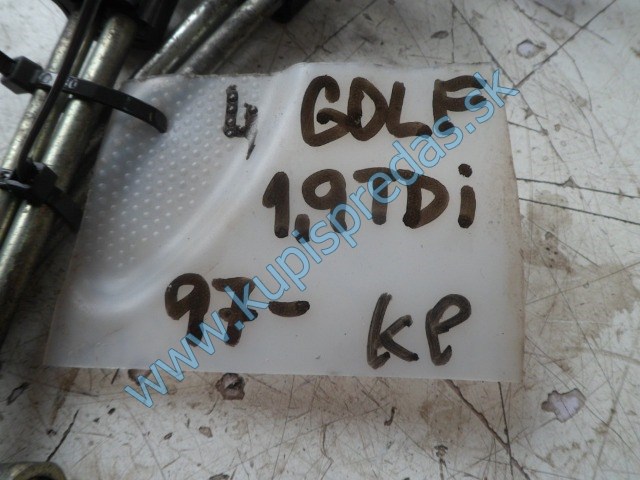 4 GOLF
1,9TDi
97- KP
www.kupispredas.sk